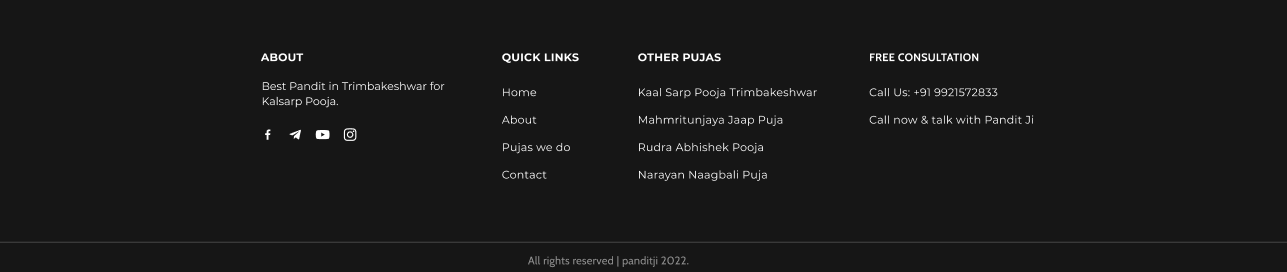 ABOUT
Best Pandit in Trimbakeshwar for
Kalsarp Pooja.
QUICK LINKS
Home
About
Pujas we do
Contact
OTHER PUJAS
Kaal Sarp Pooja Trimbakeshwar
Mahmritunjaya Jaap Puja
Rudra Abhishek Pooja
Narayan Naagbali Puja
FREE CONSULTATION
Call Us: +91 9921572833
Call now & talk with Pandit Ji
All rights reserved | panditji 2022.